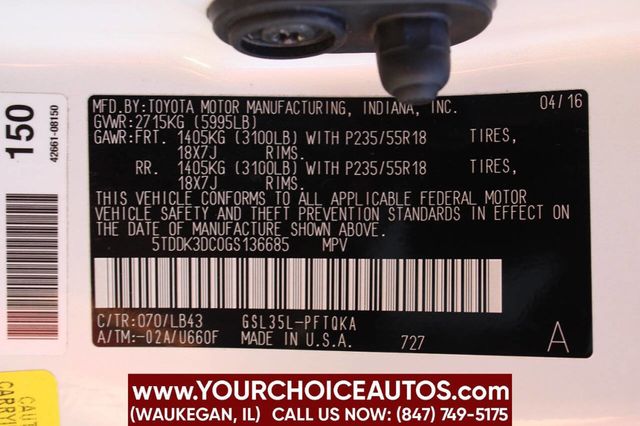 MFD.BY:TOYOTA MOTOR MANUFACTURING, INDIANA, INC. 04/16
GVWR:2715KG (5995LB)
GAWR:FRT. 1405KG (3100LB) WITH P235/55R18 TIRES,
18X7J RIMS.
RR. 1405KG (3100LB) WITH P235/55R18 TIRES,
18X7J RIMS.
THIS VEHICLE CONFORMS TO ALL APPLICABLE FEDERAL MOTOR
VEHICLE SAFETY AND THEFT PREVENTION STANDARDS IN EFFECT ON
THE DATE OF MANUFACTURE SHOWN ABOVE.
5TDDK3DC0GS136685 MPV
C/TR:070/LB43 GSL35L-PFTQKA
A/TM:-02A/U660F MADE IN U.S.A. 727 A
150
42661-08150
WWW.YOURCHOICEAUTOS.COM
(WAUKEGAN, IL) CALL US NOW: (847) 749-5175